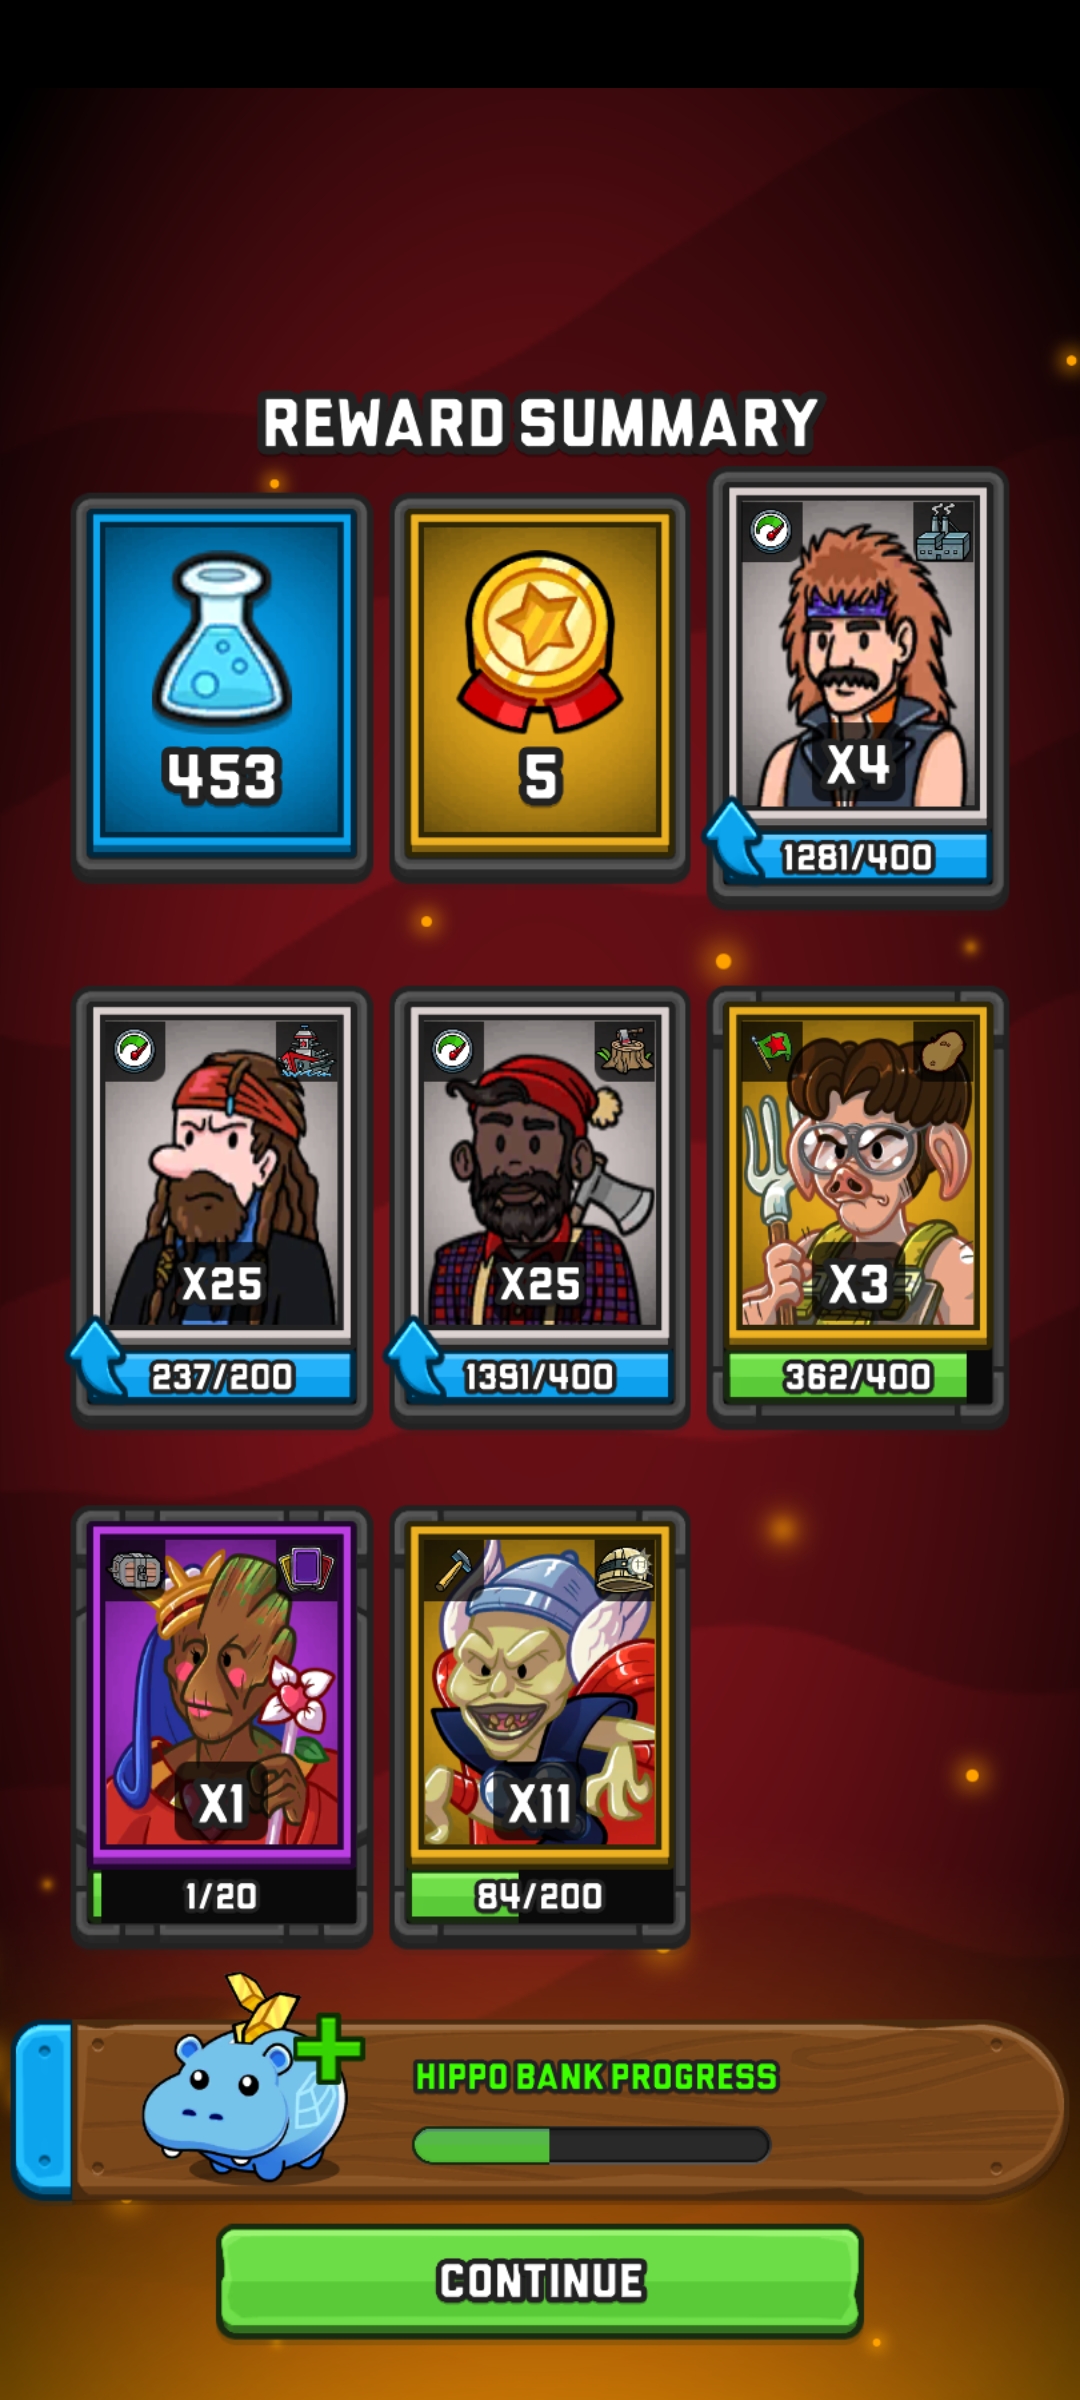 REWARD SUMMARY
453
5
X4
1281/400
X25
237/200
X25
1391/400
X3
362/400
X1
1/20
X11
84/200
HIPPO BANK PROGRESS
CONTINUE